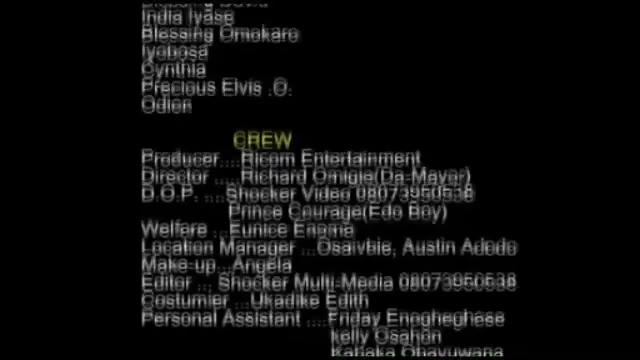 India Iyase
Blessing Omokaro
Iyobosa
Cynthia
Precious Elvis .O.
Odion
CREW
Producer....Ricom Entertainment
Director .....Richard Omigie(Da-Mayor)
D.O.P. ....Shocker Video 08073950538
Prince Courage(Edo Boy)
Welfare ...Eunice
Location Manager ...Osaivbie, Austin Adodo
Make-up...Angela
Editor ... Shocker Multi-Media 08073950538
Costumier ...Ukadike Edith
Personal Assistant ....Friday Enogheghase
kelly Osahon